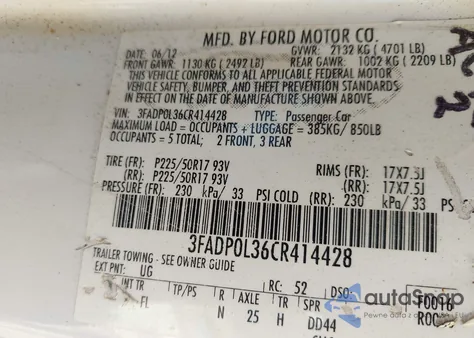 MFD. BY FORD MOTOR CO.
DATE: 06/12 GVWR: 2132 KG ( 4701 LB)
FRONT GAWR: 1130 KG ( 2492 LB) REAR GAWR: 1002 KG ( 2209 LB)
THIS VEHICLE CONFORMS TO ALL APPLICABLE FEDERAL MOTOR
VEHICLE SAFETY, BUMPER, AND THEFT PREVENTION STANDARDS
IN EFFECT ON THE DATE OF MANUFACTURE SHOWN ABOVE.
VIN: 3FADP0L36CR414428 TYPE: Passenger Car
MAXIMUM LOAD = OCCUPANTS + LUGGAGE = 385KG/ 850LB
OCCUPANTS = 5 TOTAL; 2 FRONT, 3 REAR
TIRE (FR): P225/50R17 93V RIMS (FR): 17X7.5J
(RR): P225/50R17 93V (RR): 17X7.5J
PRESSURE (FR): 230 kPa/ 33 PSI COLD (RR): 230 kPa/ 33 PS
3FADP0L36CR414428
TRAILER TOWING - SEE OWNER GUIDE
EXT PNT: UG RC: 52 DSO:
INT TR TP/PS R AXLE TR SPR
FL N 25 H DD44
F0016
ROC
autoSnap